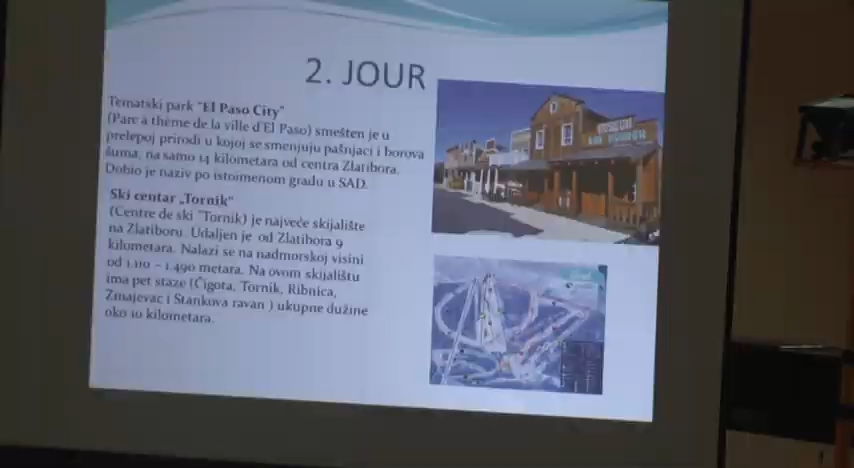 2. JOUR
Tematski park "El Paso City"
(Parc à thème de la ville d'El Paso) smešten je u
prelepoj prirodi u kojoj se smenjuju pašnjaci i borova
šuma, na samo 14 kilometara od centra Zlatibora.
Dobio je naziv po istoimenom gradu u SAD.
Ski centar „Tornik"
(Centre de ski "Tornik) je najveće skijalište
na Zlatiboru. Udaljen je od Zlatibora 9
kilometara. Nalazi se na nadmorskoj visini
od 1.110 – 1.490 metara. Na ovom skijalištu
ima pet staze (Čigota, Tornik, Ribnica,
Zmajevac i Stankova ravan ) ukupne dužine
oko 10 kilometara.